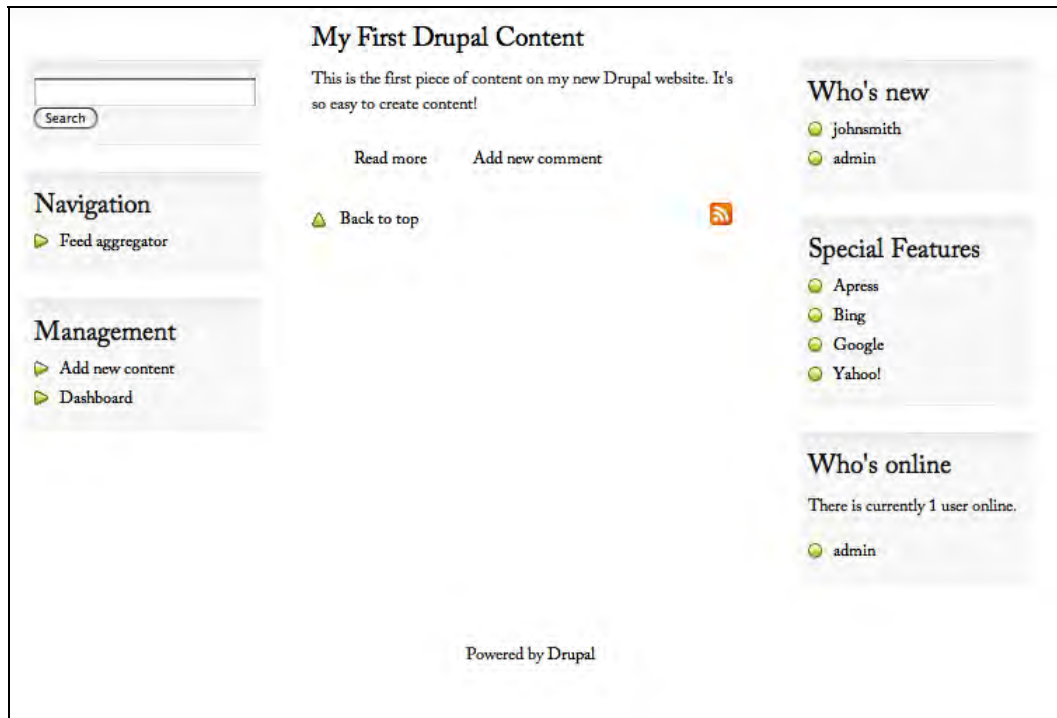 Search
Navigation
Feed aggregator
Management
Add new content
Dashboard
My First Drupal Content
This is the first piece of content on my new Drupal website. It's
so easy to create content!
Read more Add new comment
Back to top
Who's new
johnsmith
admin
Special Features
Apress
Bing
Google
Yahoo!
Who's online
There is currently 1 user online.
admin
Powered by Drupal